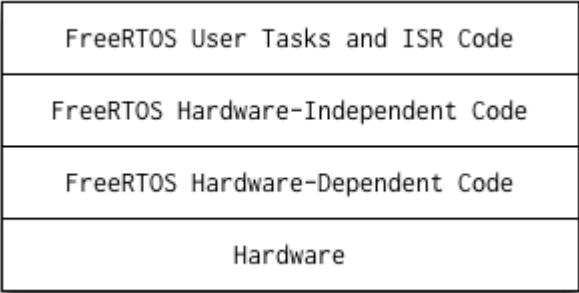 FreeRTOS User Tasks and ISR Code
FreeRTOS Hardware-Independent Code
FreeRTOS Hardware-Dependent Code
Hardware